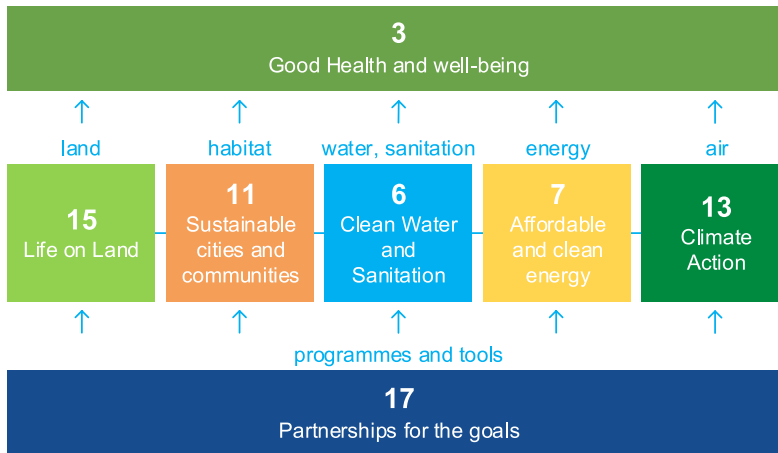 3
Good Health and well-being
land
habitat
water, sanitation
energy
air
15
Life on Land
11
Sustainable
cities and
communities
6
Clean Water
and
Sanitation
7
Affordable
and clean
energy
13
Climate
Action
programmes and tools
17
Partnerships for the goals